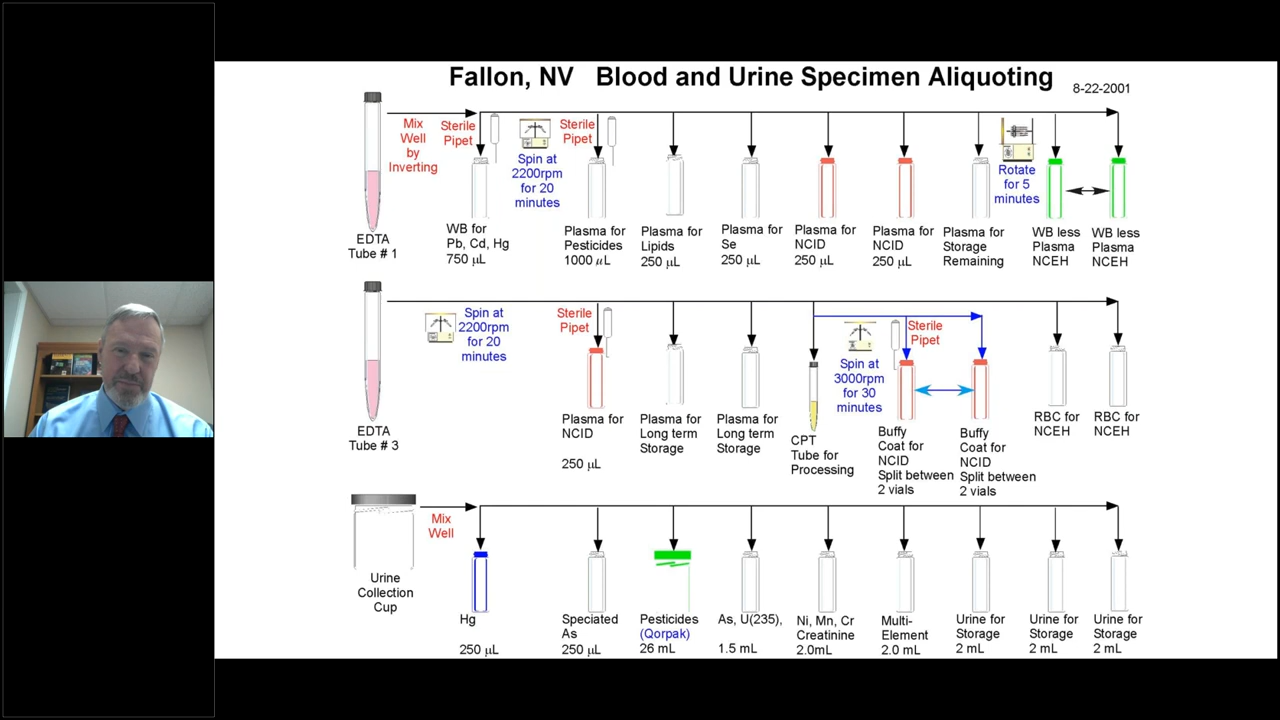 Fallon, NV Blood and Urine Specimen Aliquoting
8-22-2001
Mix
Well
by
Inverting
Sterile
Pipet
Spin at
2200rpm
for 20
minutes
Sterile
Pipet
Rotate
for 5
minutes
EDTA
Tube # 1
WB for
Pb, Cd, Hg
750 μL
Plasma for
Pesticides
1000 μL
Plasma for
Lipids
250 μL
Plasma for
Se
250 μL
Plasma for
NCID
250 μL
Plasma for
NCID
250 μL
Plasma for
Storage
Remaining
WB less
Plasma
NCEH
WB less
Plasma
NCEH
Spin at
2200rpm
for 20
minutes
Sterile
Pipet
Spin at
3000rpm
for 30
minutes
Sterile
Pipet
EDTA
Tube # 3
Plasma for
NCID
250 μL
Plasma for
Long term
Storage
Plasma for
Long term
Storage
CPT
Tube for
Processing
Buffy
Coat for
NCID
Split between
2 vials
Buffy
Coat for
NCID
Split between
2 vials
RBC for
NCEH
RBC for
NCEH
Mix
Well
Urine
Collection
Cup
Hg
250 μL
Speciated
As
250 μL
Pesticides
(Qorpak)
26 mL
As, U(235),
1.5 mL
Ni, Mn, Cr
Creatinine
2.0mL
Multi-
Element
2.0 mL
Urine for
Storage
2 mL
Urine for
Storage
2 mL
Urine for
Storage
2 mL